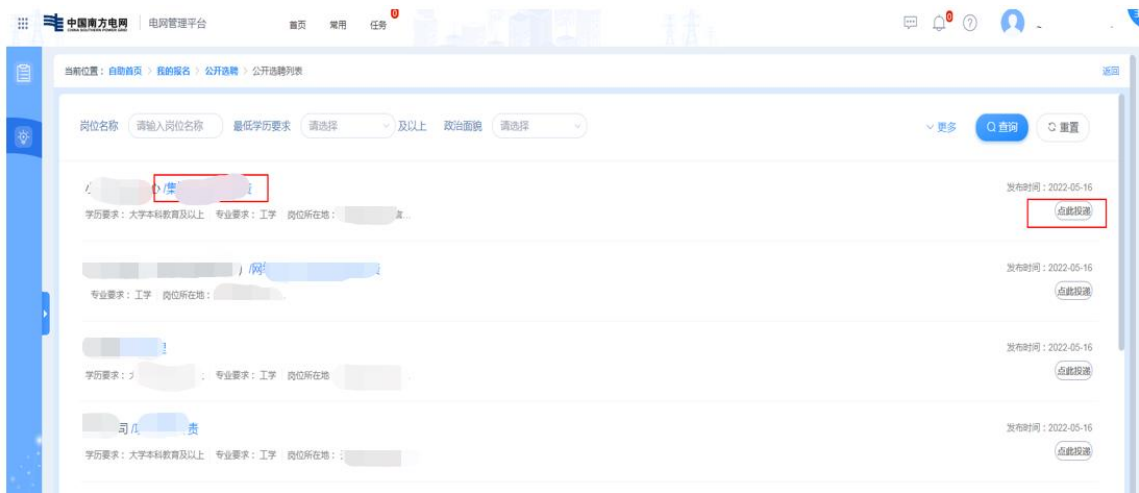 中国南方电网 电网管理平台 首页 常用 任务 0 0
CHINA SOUTHERN POWER GRID
当前位置：自助首页 > 我的报名 > 公开选聘 > 公开选聘列表 返回
岗位名称 请输入岗位名称 最低学历要求 请选择 及以上 政治面貌 请选择 更多 查询 重置
/集 发布时间：2022-05-16
学历要求：大学本科教育及以上 专业要求：工学 岗位所在地： ... 点此投递
/网 发布时间：2022-05-16
专业要求：工学 岗位所在地： 点此投递
发布时间：2022-05-16
学历要求： 专业要求：工学 岗位所在地 点此投递
司 / 责 发布时间：2022-05-16
学历要求：大学本科教育及以上 专业要求：工学 岗位所在地： 点此投递